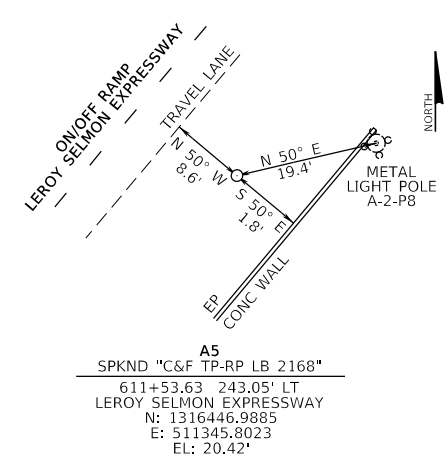 ON/OFF RAMP
LEROY SELMON EXPRESSWAY
TRAVEL LANE
NORTH
N 50° W
8.6'
N 50° E
19.4'
S 50° E
1.8'
METAL
LIGHT POLE
A-2-P8
EP
CONC WALL
A5
SPKND "C&F TP-RP LB 2168"
611+53.63 243.05' LT
LEROY SELMON EXPRESSWAY
N: 1316446.9885
E: 511345.8023
EL: 20.42'